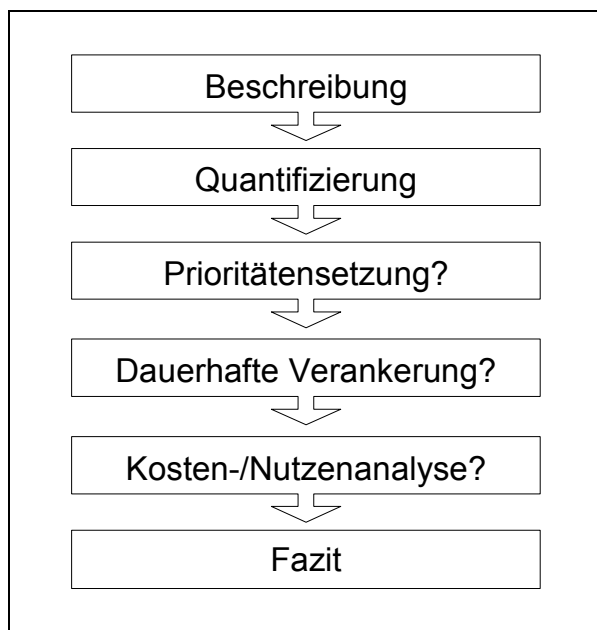 Beschreibung
Quantifizierung
Prioritätensetzung?
Dauerhafte Verankerung?
Kosten-/Nutzenanalyse?
Fazit